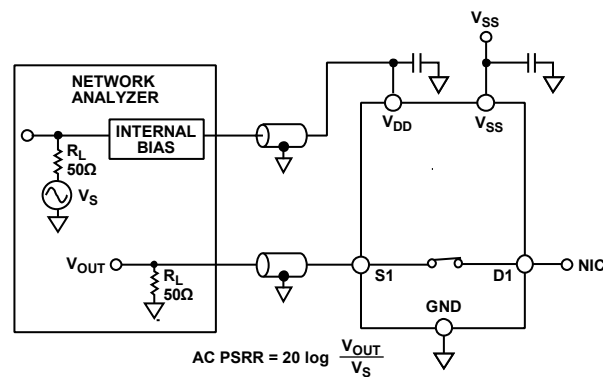 V_SS
NETWORK
ANALYZER
INTERNAL
BIAS
R_L
50Ω
V_S
V_DD
V_SS
V_OUT
R_L
50Ω
S1
D1
NIC
GND
AC PSRR = 20 log V_OUT / V_S